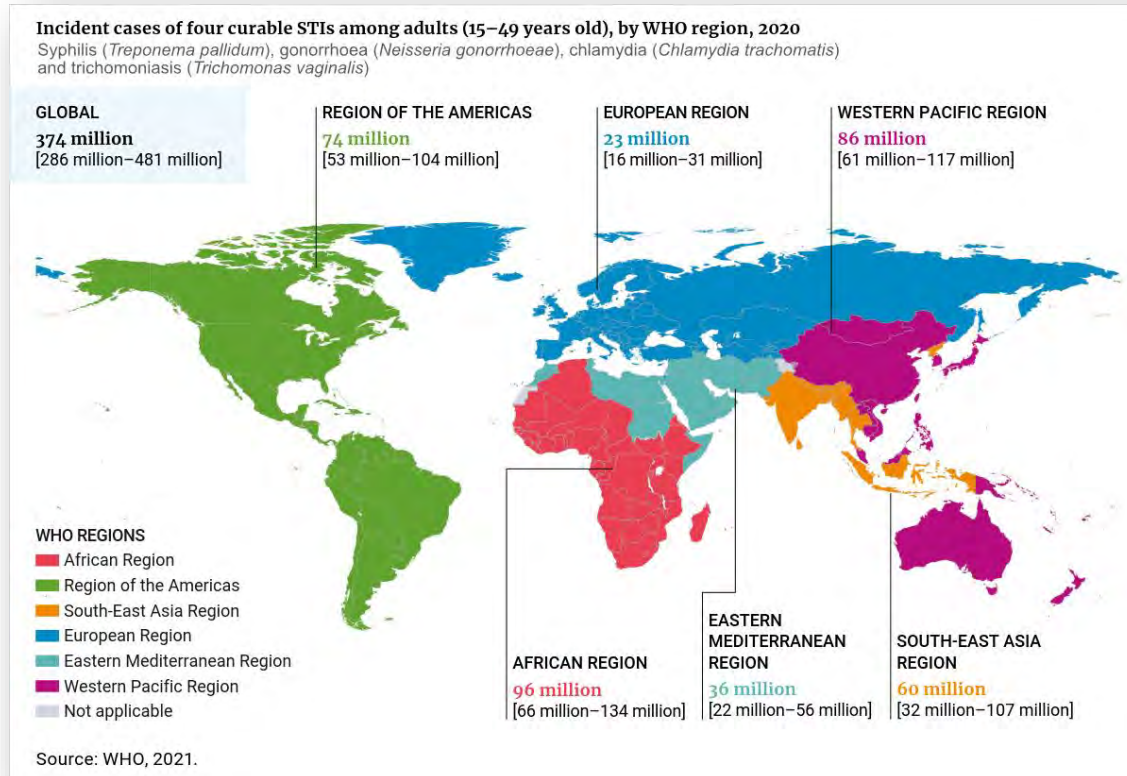 Incident cases of four curable STIs among adults (15–49 years old), by WHO region, 2020
Syphilis (Treponema pallidum), gonorrhoea (Neisseria gonorrhoeae), chlamydia (Chlamydia trachomatis)
and trichomoniasis (Trichomonas vaginalis)
GLOBAL
374 million
[286 million–481 million]
REGION OF THE AMERICAS
74 million
[53 million–104 million]
EUROPEAN REGION
23 million
[16 million–31 million]
WESTERN PACIFIC REGION
86 million
[61 million–117 million]
WHO REGIONS
African Region
Region of the Americas
South-East Asia Region
European Region
Eastern Mediterranean Region
Western Pacific Region
Not applicable
AFRICAN REGION
96 million
[66 million–134 million]
EASTERN
MEDITERRANEAN
REGION
36 million
[22 million–56 million]
SOUTH-EAST ASIA
REGION
60 million
[32 million–107 million]
Source: WHO, 2021.